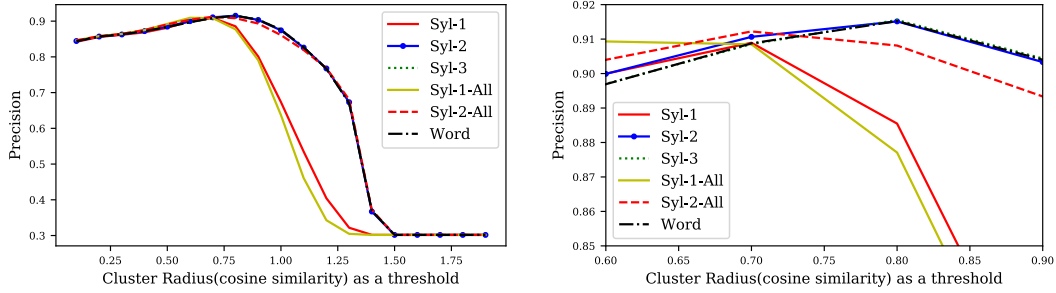 0.9
0.8
0.7
0.6
0.5
0.4
0.3
Precision
0.25 0.50 0.75 1.00 1.25 1.50 1.75
Cluster Radius(cosine similarity) as a threshold
Syl-1
Syl-2
Syl-3
Syl-1-All
Syl-2-All
Word
0.92
0.91
0.90
0.89
0.88
0.87
0.86
0.85
Precision
0.60 0.65 0.70 0.75 0.80 0.85 0.90
Cluster Radius(cosine similarity) as a threshold
Syl-1
Syl-2
Syl-3
Syl-1-All
Syl-2-All
Word